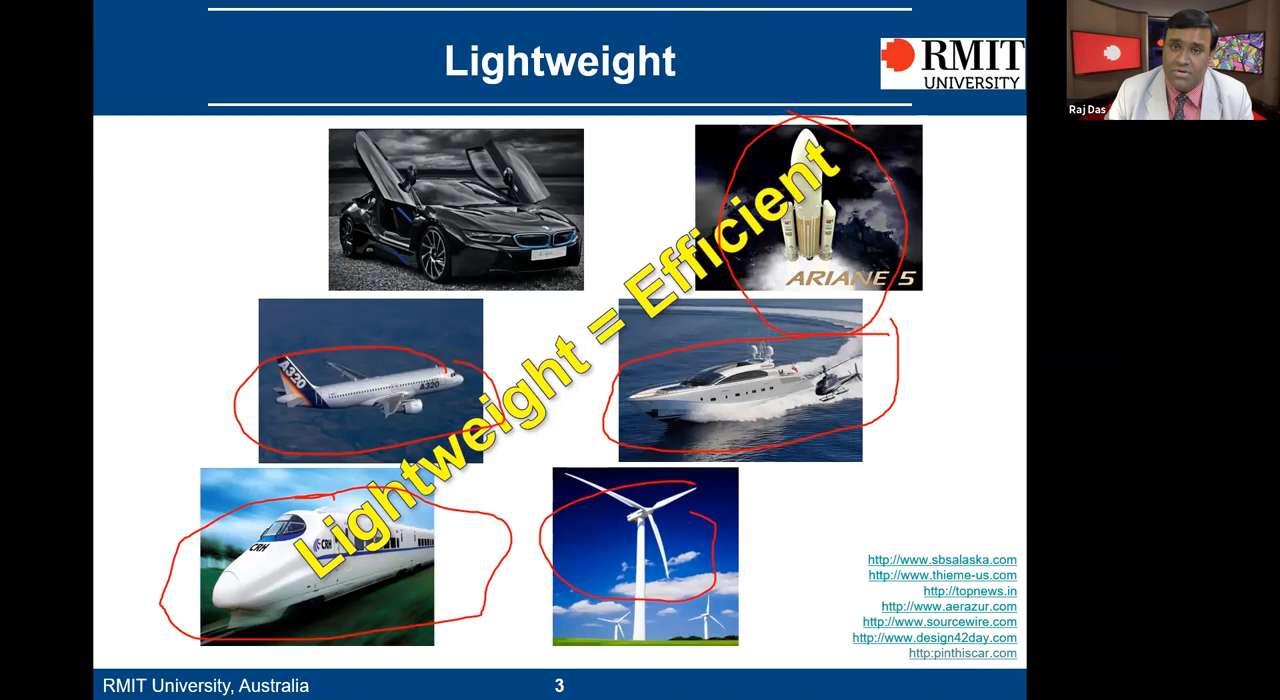 Lightweight
RMIT
UNIVERSITY
Raj Das
ARIANE 5
Lightweight = Efficient
A320
A320
CRH
CRH
http://www.sbsalaska.com
http://www.thieme-us.com
http://topnews.in
http://www.aerazur.com
http://www.sourcewire.com
http://www.design42day.com
http:pinthiscar.com
RMIT University, Australia
3